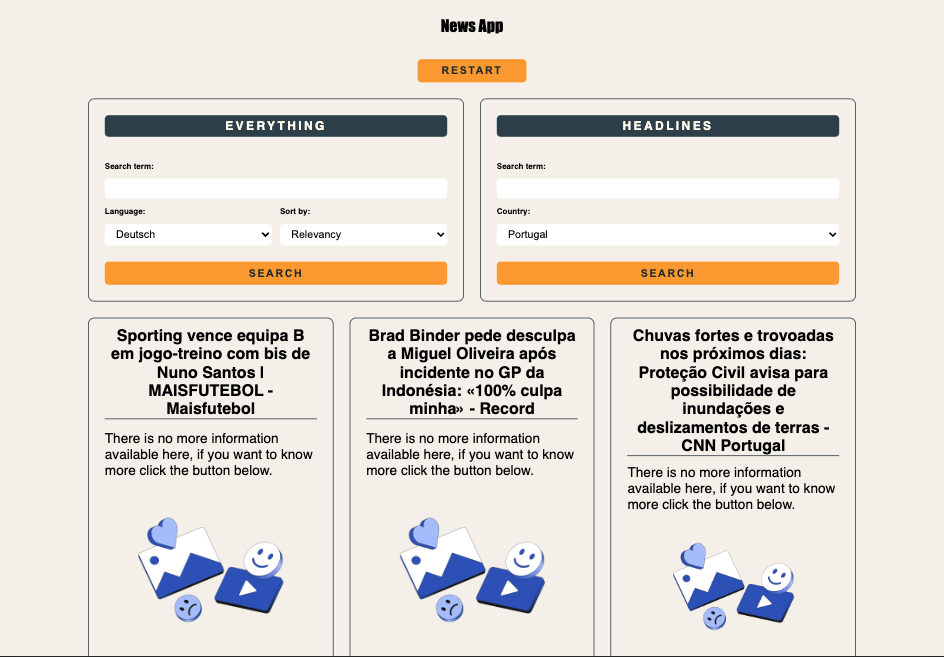 News App
RESTART
EVERYTHING
Search term:
Language:
Sort by:
Deutsch
Relevancy
SEARCH
HEADLINES
Search term:
Country:
Portugal
SEARCH
Sporting vence equipa B
em jogo-treino com bis de
Nuno Santos l
MAISFUTEBOL -
Maisfutebol
There is no more information
available here, if you want to know
more click the button below.
Brad Binder pede desculpa
a Miguel Oliveira após
incidente no GP da
Indonésia: «100% culpa
minha» - Record
There is no more information
available here, if you want to know
more click the button below.
Chuvas fortes e trovoadas
nos próximos dias:
Proteção Civil avisa para
possibilidade de
inundações e
deslizamentos de terras -
CNN Portugal
There is no more information
available here, if you want to know
more click the button below.